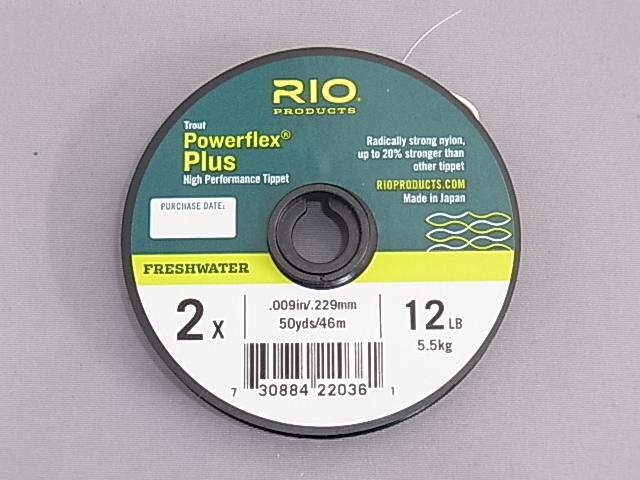 RIO®
PRODUCTS
Trout
Powerflex®
Plus
High Performance Tippet
Radically strong nylon,
up to 20% stronger than
other tippet
RIOPRODUCTS.COM
Made in Japan
PURCHASE DATE:
FRESHWATER
2X
.009in/.229mm
50yds/46m
12LB
5.5kg
7 30884 22036 1